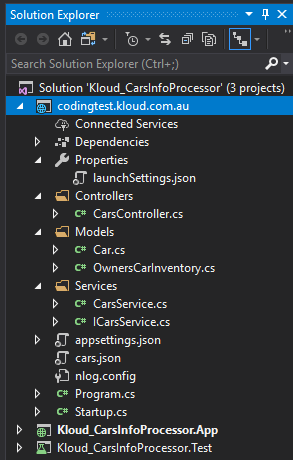 Solution Explorer
Search Solution Explorer (Ctrl+;)
Solution 'Kloud_CarsInfoProcessor' (3 projects)
codingtest.kloud.com.au
Connected Services
Dependencies
Properties
launchSettings.json
Controllers
C# CarsController.cs
Models
C# Car.cs
C# OwnersCarInventory.cs
Services
C# CarsService.cs
C# ICarsService.cs
appsettings.json
cars.json
nlog.config
C# Program.cs
C# Startup.cs
Kloud_CarsInfoProcessor.App
Kloud_CarsInfoProcessor.Test